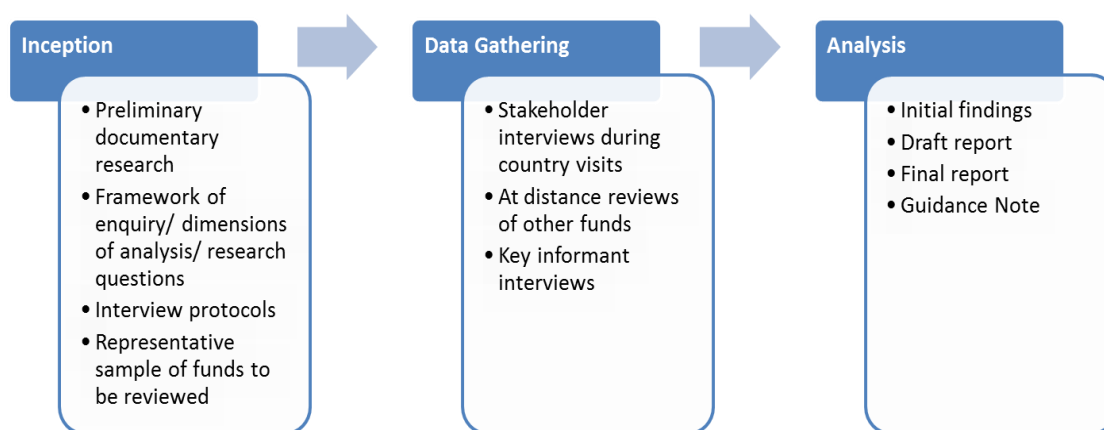 Inception
• Preliminary
documentary
research
• Framework of
enquiry/ dimensions
of analysis/ research
questions
• Interview protocols
• Representative
sample of funds to
be reviewed
Data Gathering
• Stakeholder
interviews during
country visits
• At distance reviews
of other funds
• Key informant
interviews
Analysis
• Initial findings
• Draft report
• Final report
• Guidance Note